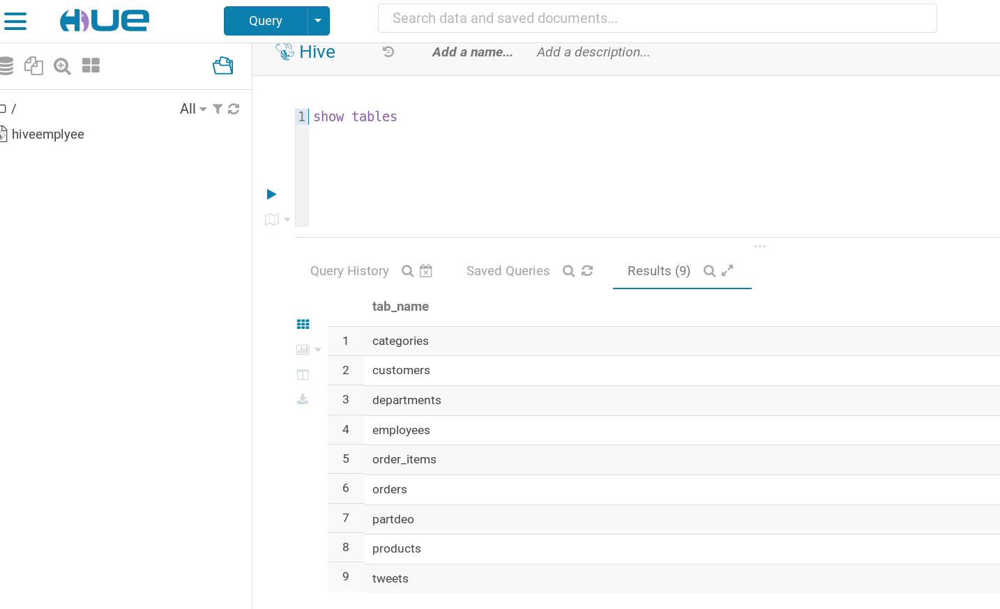 HUE
Query
Search data and saved documents...
Hive
Add a name...
Add a description...
/
All
hiveemplyee
1 show tables
Query History
Saved Queries
Results (9)
tab_name
1 categories
2 customers
3 departments
4 employees
5 order_items
6 orders
7 partdeo
8 products
9 tweets